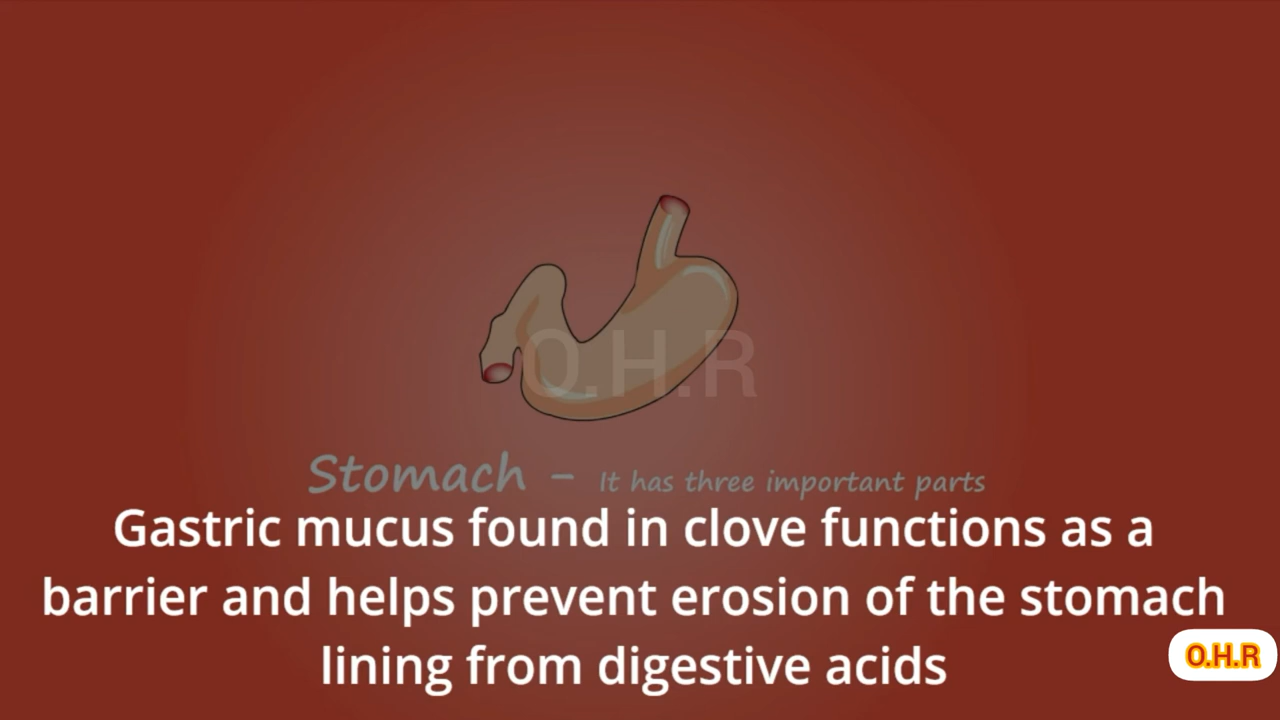 O.H.R
Stomach - It has three important parts
Gastric mucus found in clove functions as a
barrier and helps prevent erosion of the stomach
lining from digestive acids
O.H.R